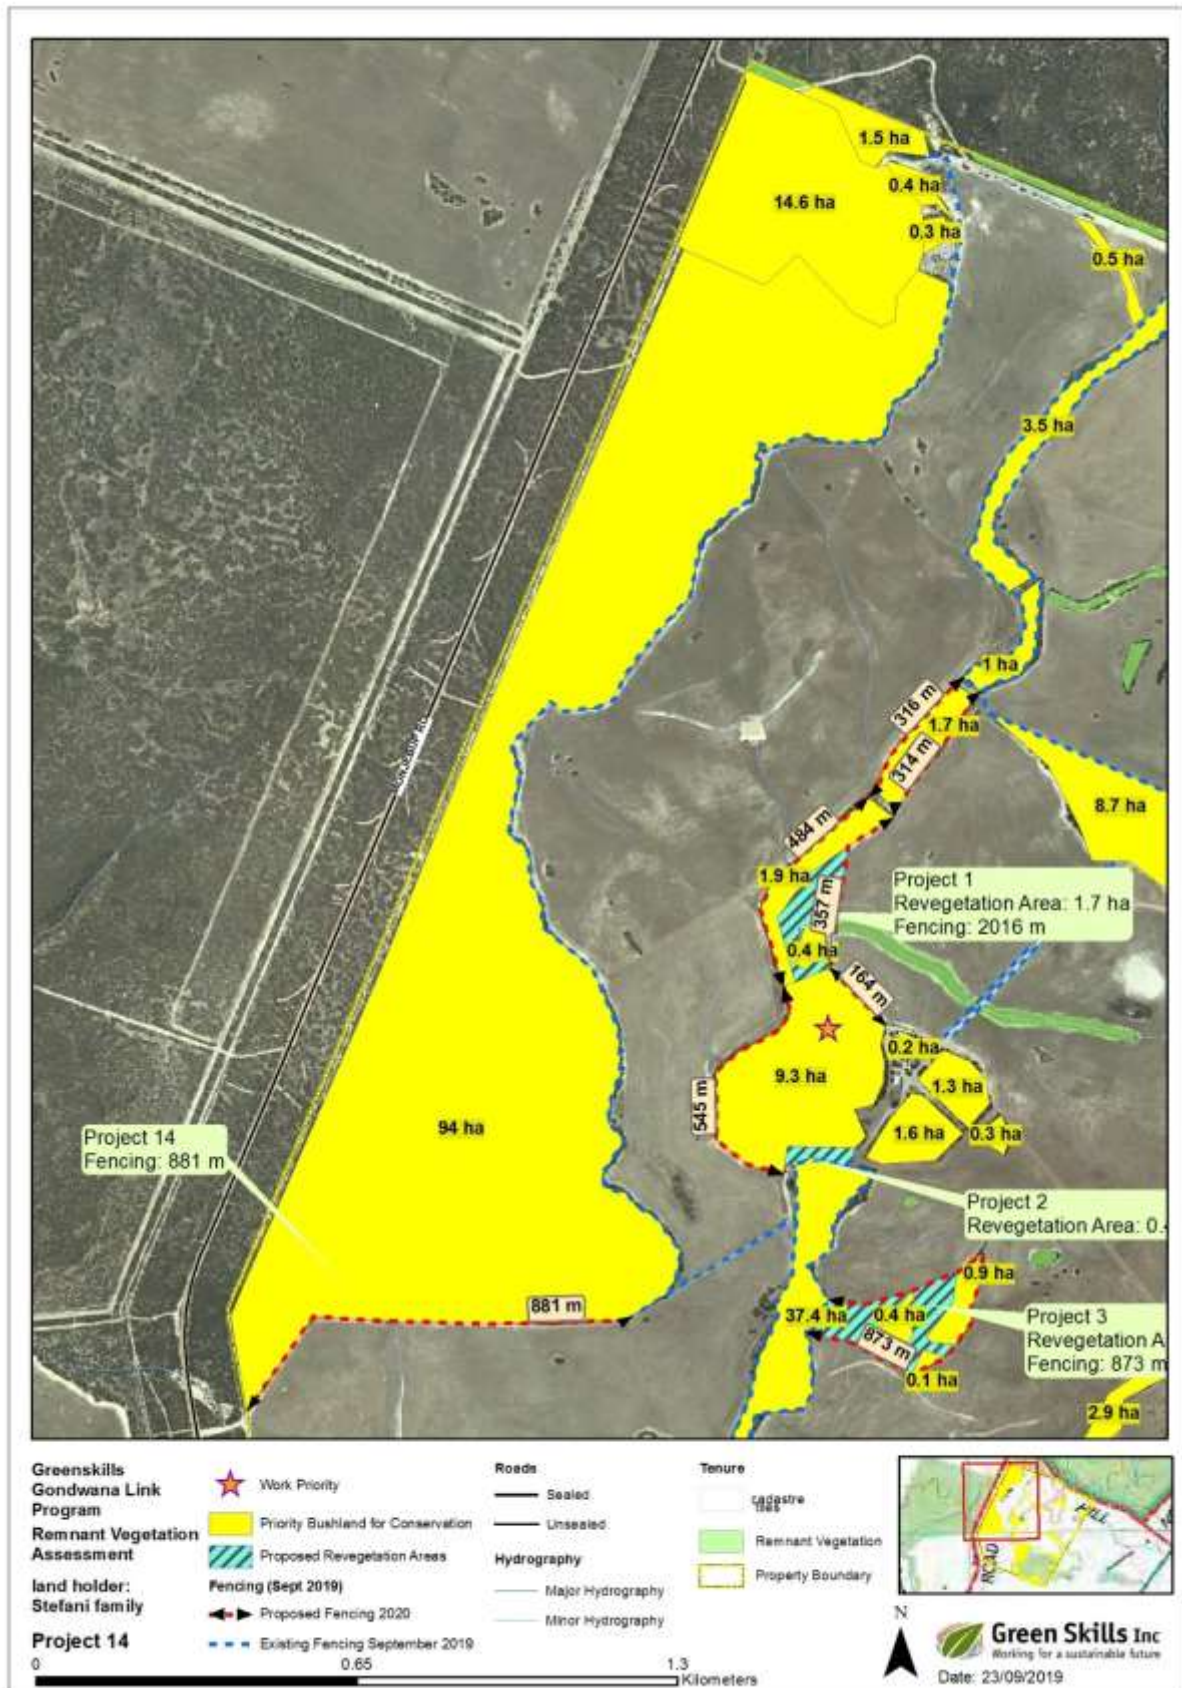 1.5 ha
0.4 ha
14.6 ha
0.3 ha
0.5 ha
3.5 ha
1 ha
316 m
1.7 ha
314 m
8.7 ha
484 m
1.9 ha
357 m
Project 1
Revegetation Area: 1.7 ha
Fencing: 2016 m
0.4 ha
164 m
0.2 ha
9.3 ha
1.3 ha
545 m
94 ha
1.6 ha
0.3 ha
Project 14
Fencing: 881 m
Project 2
Revegetation Area: 0.
0.9 ha
881 m
37.4 ha
0.4 ha
873 m
Project 3
Revegetation A
Fencing: 873 m
0.1 ha
2.9 ha
Greenskills
Gondwana Link
Program
Remnant Vegetation
Assessment
land holder:
Stefani family
Project 14
Work Priority
Priority Bushland for Conservation
Proposed Revegetation Areas
Fencing (Sept 2019)
Proposed Fencing 2020
Existing Fencing September 2019
Roads
Sealed
Unsealed
Hydrography
Major Hydrography
Minor Hydrography
Tenure
cadastre
Remnant Vegetation
Property Boundary
HILL
ROAD
N
Green Skills Inc
Working for a sustainable future
Date: 23/09/2019
0 0.65 1.3
Kilometers